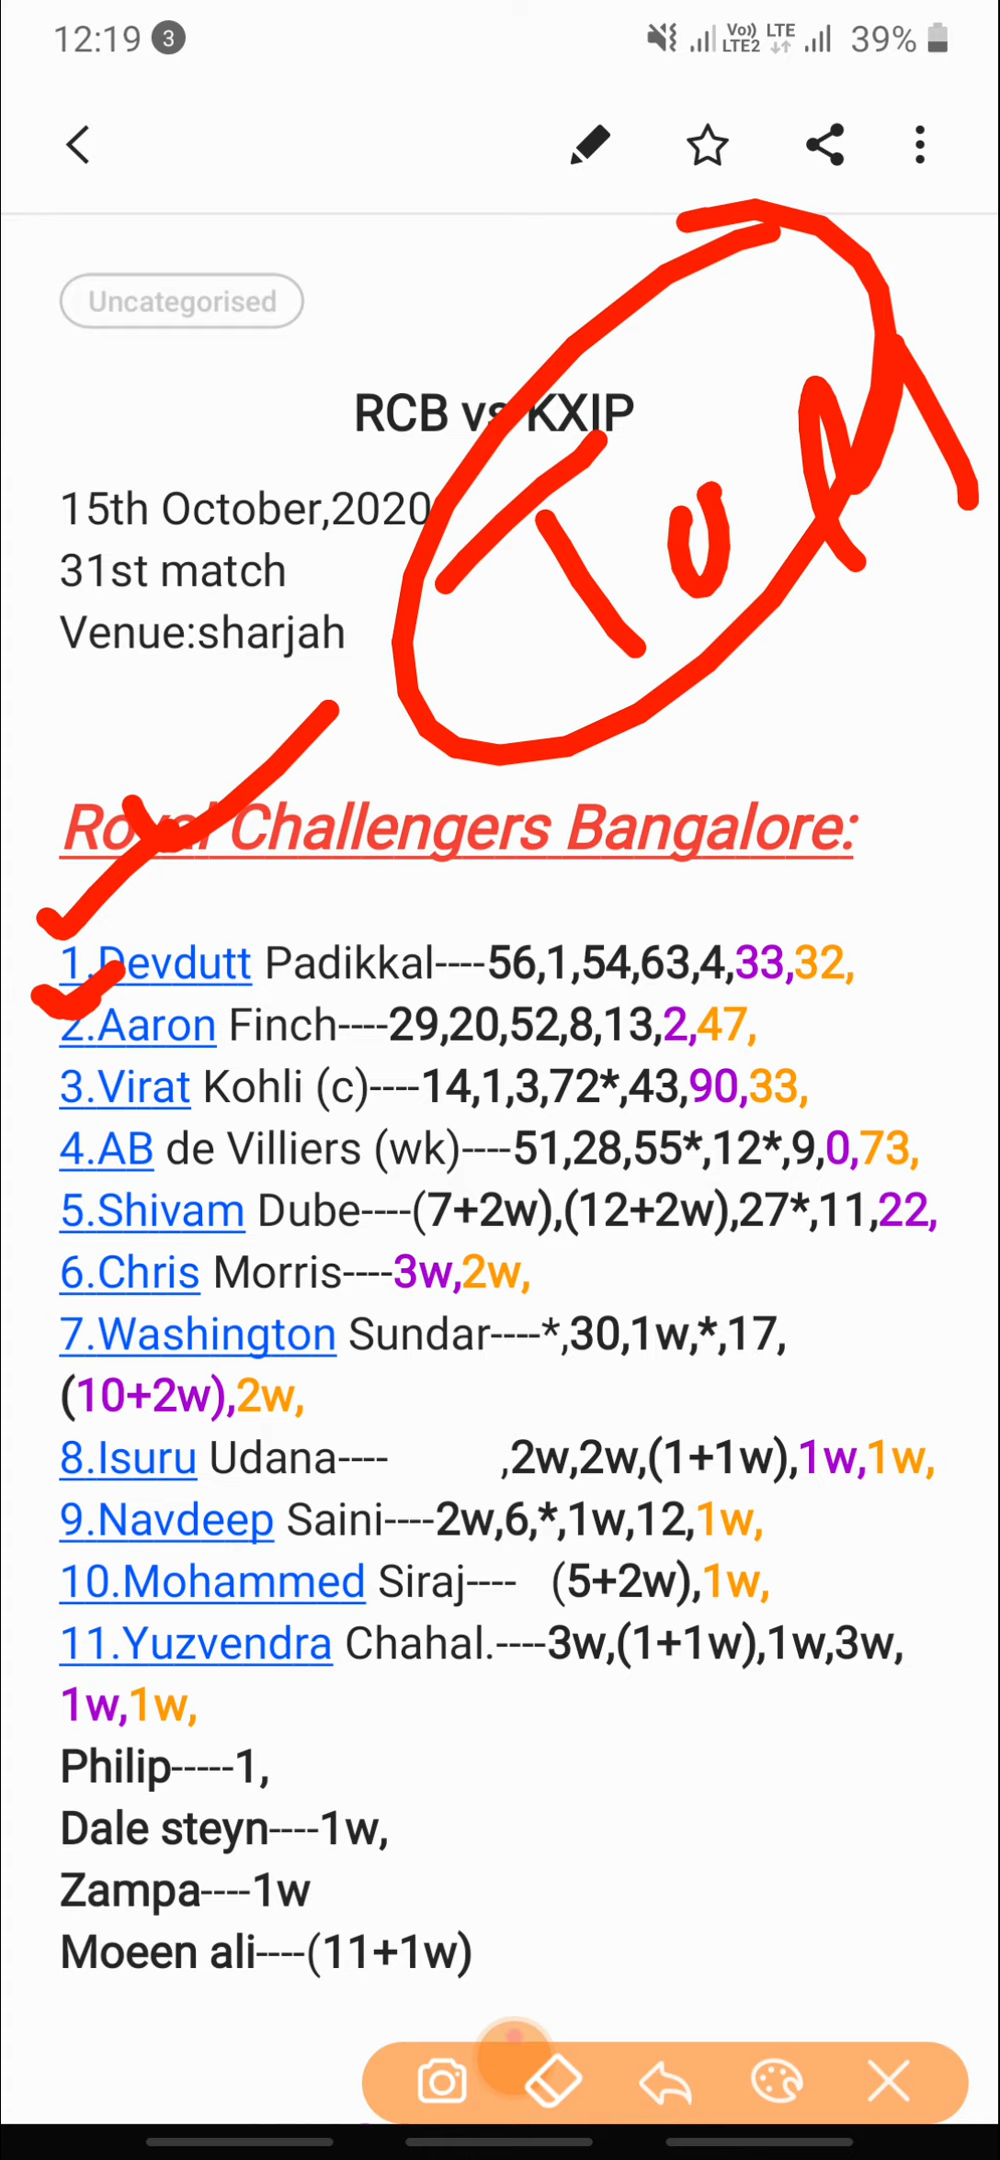 12:19 3 Vo)) LTE2 LTE 39%
Uncategorised
RCB vs KXIP
15th October,2020
31st match
Venue:sharjah
Royal Challengers Bangalore:
1.Devdutt Padikkal----56,1,54,63,4,33,32,
2.Aaron Finch----29,20,52,8,13,2,47,
3.Virat Kohli (c)----14,1,3,72*,43,90,33,
4.AB de Villiers (wk)----51,28,55*,12*,9,0,73,
5.Shivam Dube----(7+2w),(12+2w),27*,11,22,
6.Chris Morris----3w,2w,
7.Washington Sundar----*,30,1w,*,17,
(10+2w),2w,
8.Isuru Udana---- ,2w,2w,(1+1w),1w,1w,
9.Navdeep Saini----2w,6,*,1w,12,1w,
10.Mohammed Siraj---- (5+2w),1w,
11.Yuzvendra Chahal.----3w,(1+1w),1w,3w,
1w,1w,
Philip-----1,
Dale steyn----1w,
Zampa----1w
Moeen ali----(11+1w)